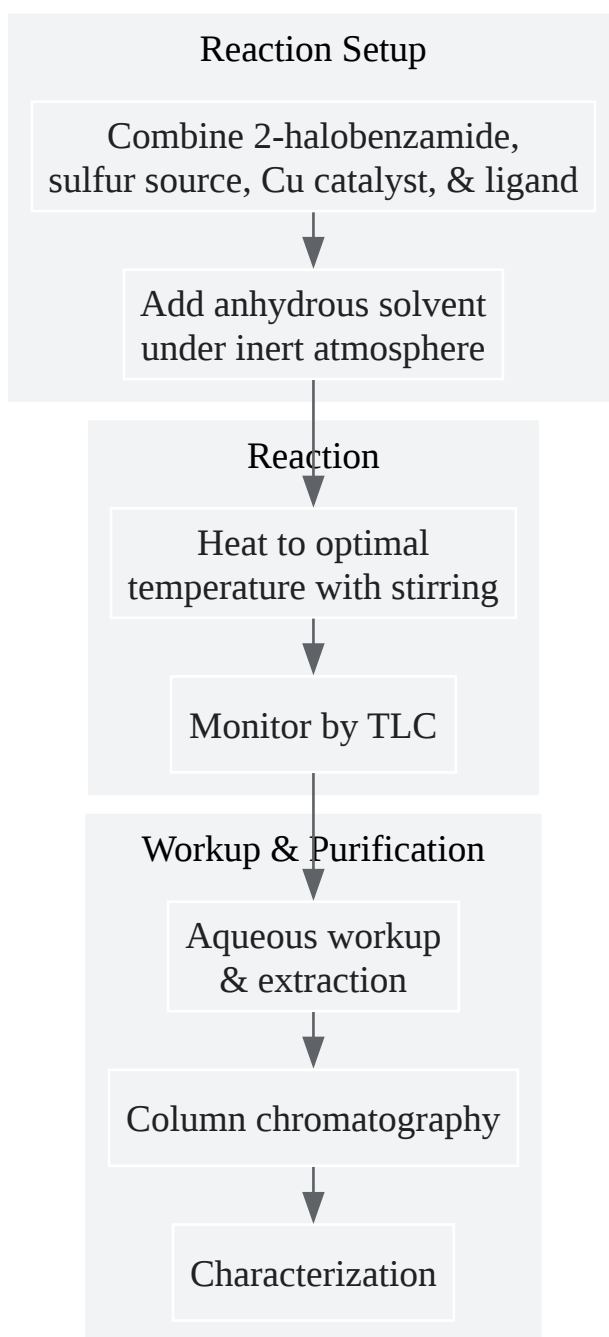 Reaction Setup
Combine 2-halobenzamide,
sulfur source, Cu catalyst, & ligand
Add anhydrous solvent
under inert atmosphere
Reaction
Heat to optimal
temperature with stirring
Monitor by TLC
Workup & Purification
Aqueous workup
& extraction
Column chromatography
Characterization